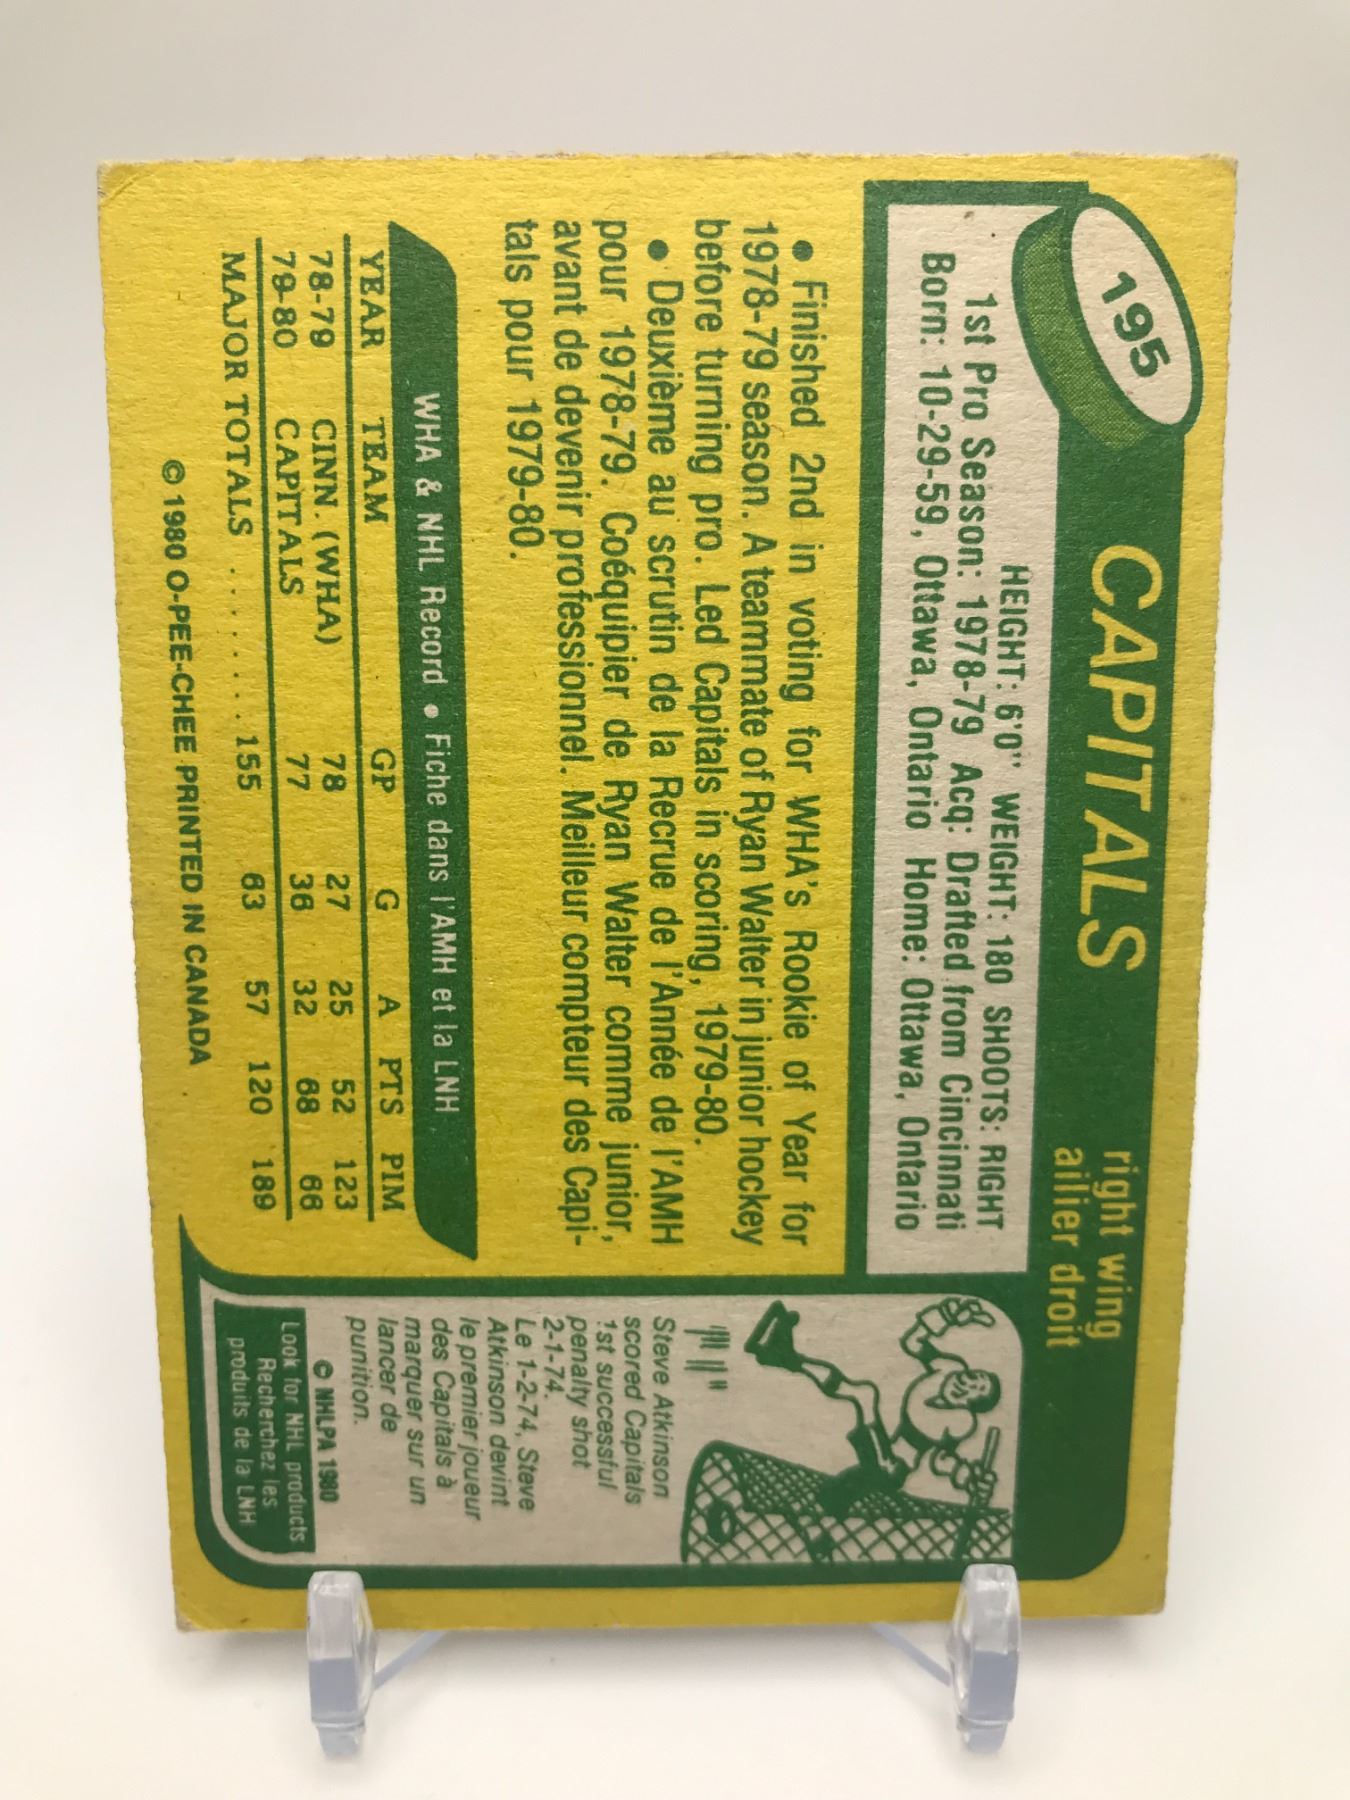 195
CAPITALS
right wing
ailier droit
HEIGHT: 6'0" WEIGHT: 180 SHOOTS: RIGHT
1st Pro Season: 1978-79 Acq: Drafted from Cincinnati
Born: 10-29-59, Ottawa, Ontario Home: Ottawa, Ontario
• Finished 2nd in voting for WHA's Rookie of Year for
1978-79 season. A teammate of Ryan Walter in junior hockey
before turning pro. Led Capitals in scoring, 1979-80.
• Deuxième au scrutin de la Recrue de l'Année de l'AMH
pour 1978-79. Coéquipier de Ryan Walter comme junior,
avant de devenir professionnel. Meilleur compteur des Capi-
tals pour 1979-80.
WHA & NHL Record • Fiche dans l'AMH et la LNH
YEAR TEAM GP G A PTS PIM
78-79 CINN. (WHA) 78 27 25 52 123
79-80 CAPITALS 77 36 32 68 66
MAJOR TOTALS ........ 155 63 57 120 189
© 1980 O-PEE-CHEE PRINTED IN CANADA
Steve Atkinson
scored Capitals
1st successful
penalty shot
2-1-74.
Le 1-2-74, Steve
Atkinson devint
le premier joueur
des Capitals à
marquer sur un
lancer de
punition.
© NHLPA 1980
Look for NHL products
Recherchez les
produits de la LNH